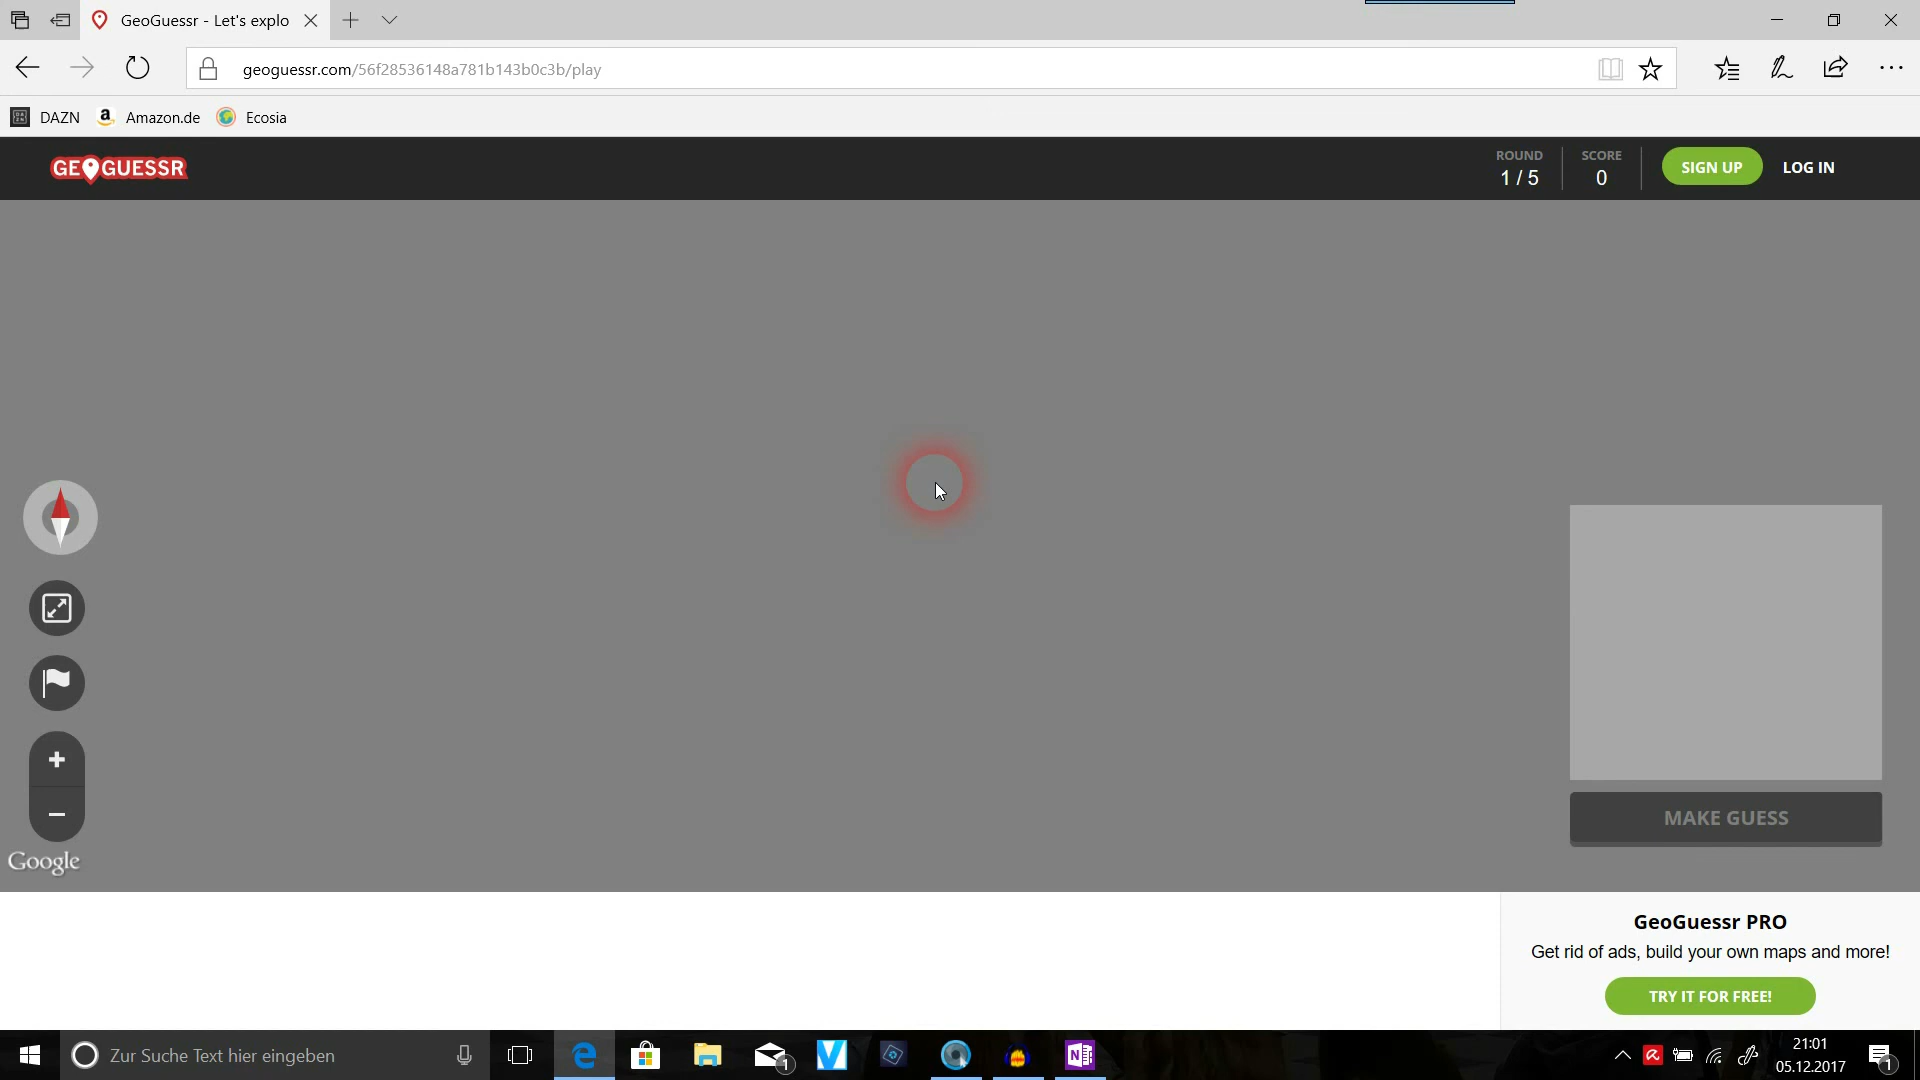 GeoGuessr - Let's explo
geoguessr.com/56f28536148a781b143b0c3b/play
DAZN
a Amazon.de
Ecosia
GEOGUESSR
ROUND
1 / 5
SCORE
0
SIGN UP
LOG IN
+
−
Google
MAKE GUESS
GeoGuessr PRO
Get rid of ads, build your own maps and more!
TRY IT FOR FREE!
Zur Suche Text hier eingeben
1
N
21:01
05.12.2017
1